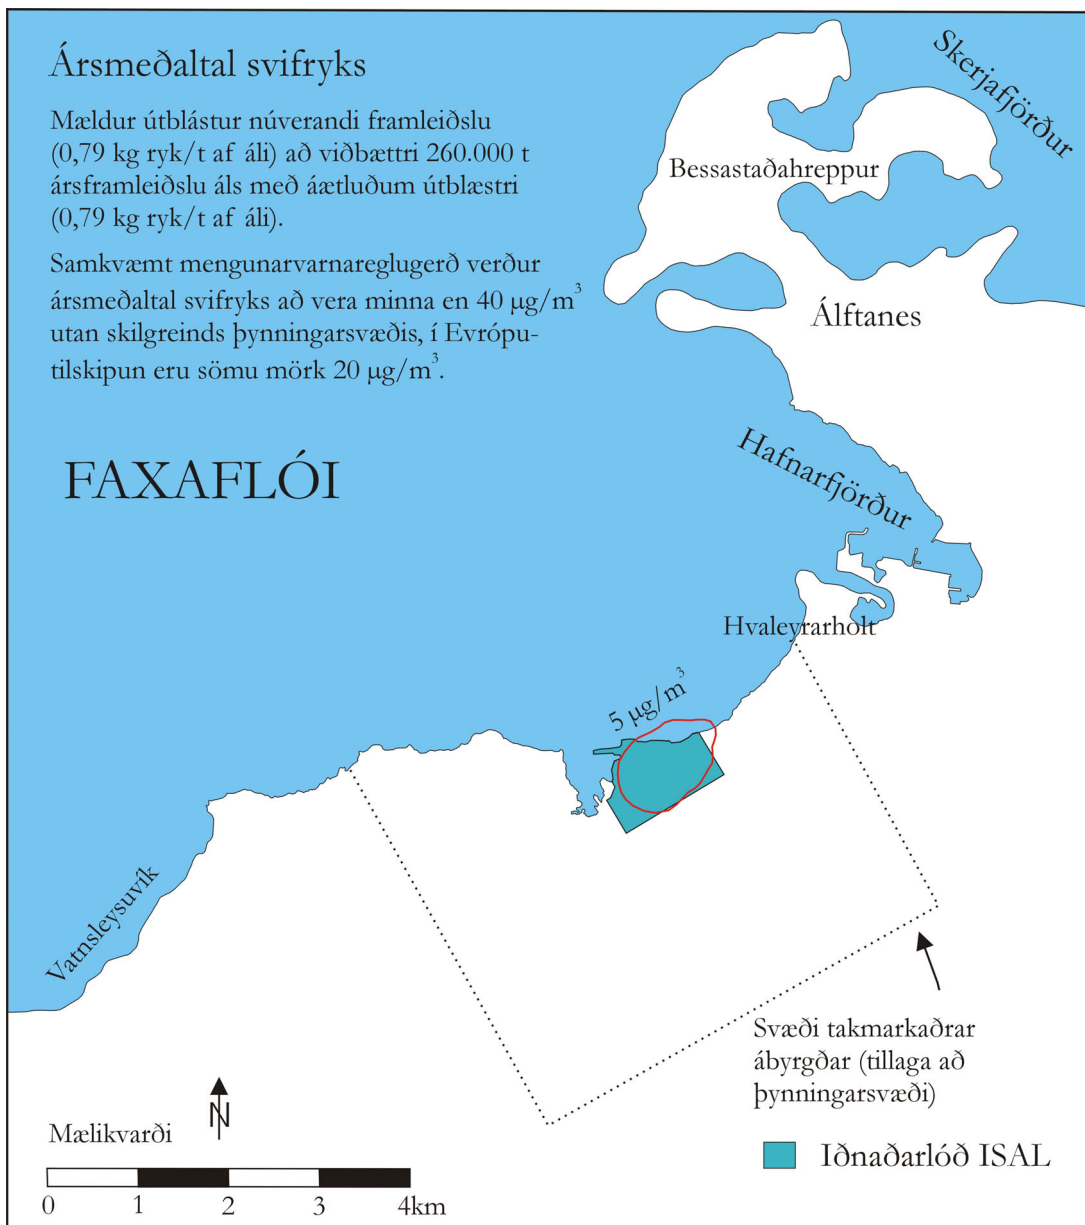 Ársmeðaltal svifryks
Mældur útblástur núverandi framleiðslu
(0,79 kg ryk/t af áli) að viðbættri 260.000 t
ársframleiðslu áls með áætluðum útblæstri
(0,79 kg ryk/t af áli).
Samkvæmt mengunarvarnareglugerð verður
ársmeðaltal svifryks að vera minna en 40 µg/m³
utan skilgreinds þynningarsvæðis, í Evrópu-
tilskipun eru sömu mörk 20 µg/m³.
Skerjafjörður
Bessastaðahreppur
Álftanes
FAXAFLÓI
Hafnarfjörður
Hvaleyrarholt
5 µg/m³
Vatnsleysuvík
Svæði takmarkaðrar
ábyrgðar (tillaga að
þynningarsvæði)
N
Mælikvarði
0 1 2 3 4km
Iðnaðarlóð ISAL